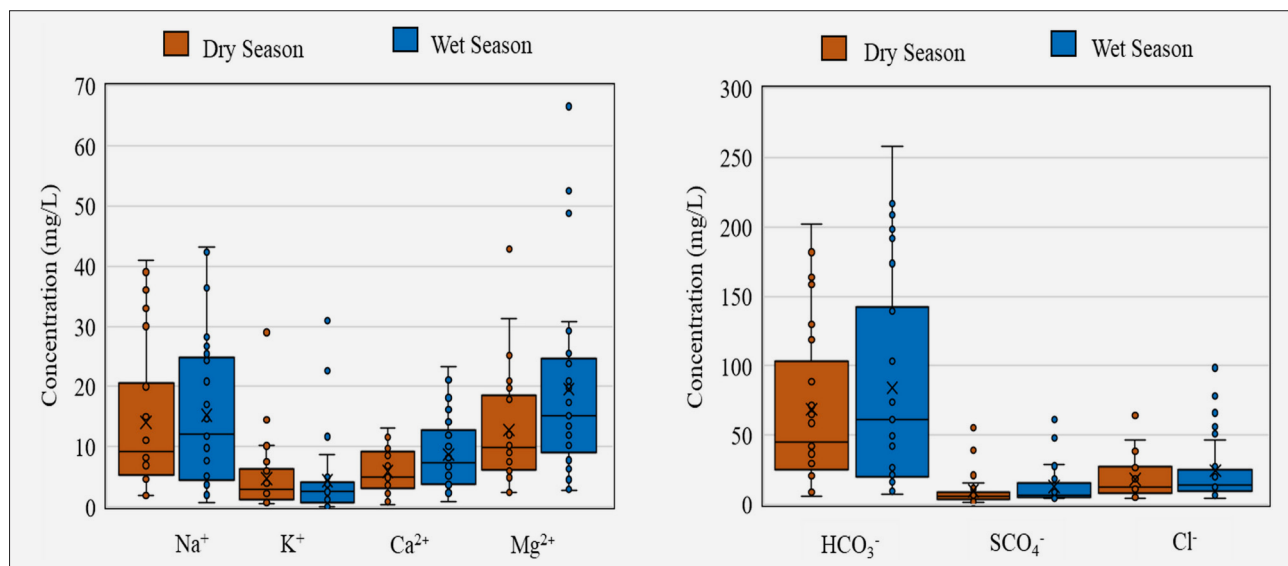 Dry Season
Wet Season
Concentration (mg/L)
70
60
50
40
30
20
10
0
Na⁺
K⁺
Ca²⁺
Mg²⁺
Dry Season
Wet Season
Concentration (mg/L)
300
250
200
150
100
50
0
HCO₃⁻
SCO₄⁻
Cl⁻